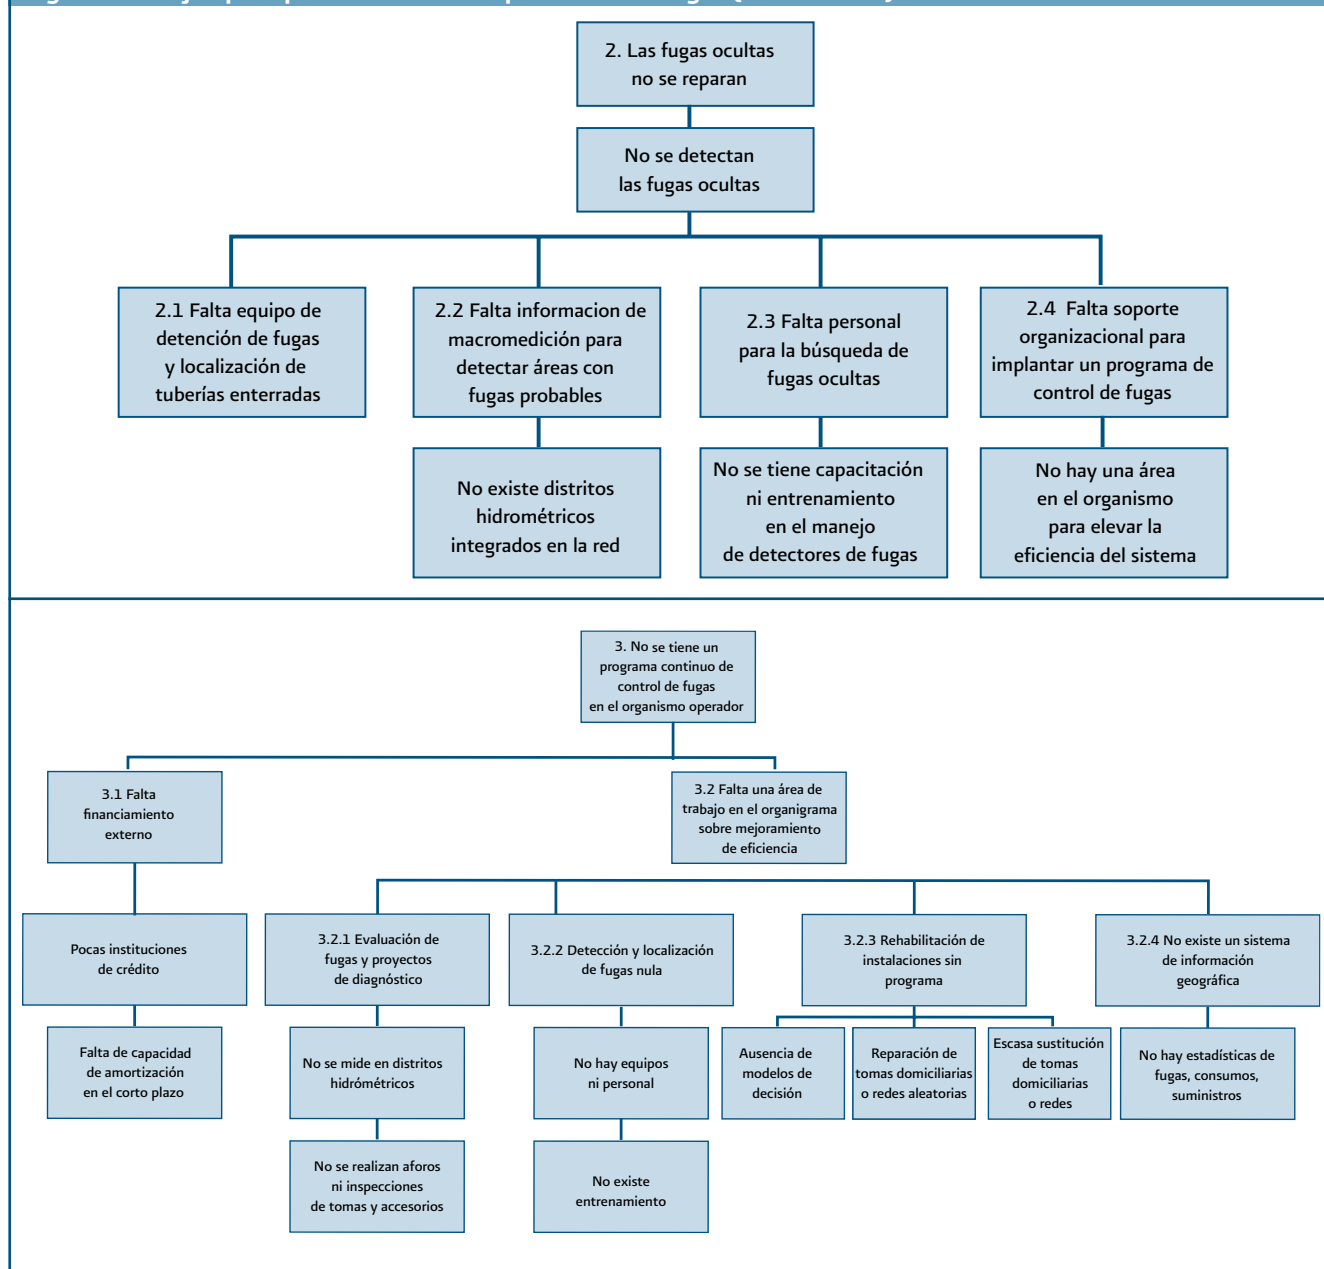 2. Las fugas ocultas
no se reparan
No se detectan
las fugas ocultas
2.1 Falta equipo de
detención de fugas
y localización de
tuberías enterradas
2.2 Falta informacion de
macromedición para
detectar áreas con
fugas probables
2.3 Falta personal
para la búsqueda de
fugas ocultas
2.4 Falta soporte
organizacional para
implantar un programa de
control de fugas
No existe distritos
hidrométricos
integrados en la red
No se tiene capacitación
ni entrenamiento
en el manejo
de detectores de fugas
No hay una área
en el organismo
para elevar la
eficiencia del sistema
3. No se tiene un
programa continuo de
control de fugas
en el organismo operador
3.1 Falta
financiamiento
externo
3.2 Falta una área de
trabajo en el organigrama
sobre mejoramiento
de eficiencia
Pocas instituciones
de crédito
3.2.1 Evaluación de
fugas y proyectos
de diagnóstico
3.2.2 Detección y localización
de fugas nula
3.2.3 Rehabilitación de
instalaciones sin
programa
3.2.4 No existe un sistema
de información
geográfica
Falta de capacidad
de amortización
en el corto plazo
No se mide en distritos
hidrómétricos
No hay equipos
ni personal
Ausencia de
modelos de
decisión
Reparación de
tomas domiciliarias
o redes aleatorias
Escasa sustitución
de tomas
domiciliarias
o redes
No hay estadísticas de
fugas, consumos,
suministros
No se realizan aforos
ni inspecciones
de tomas y accesorios
No existe
entrenamiento